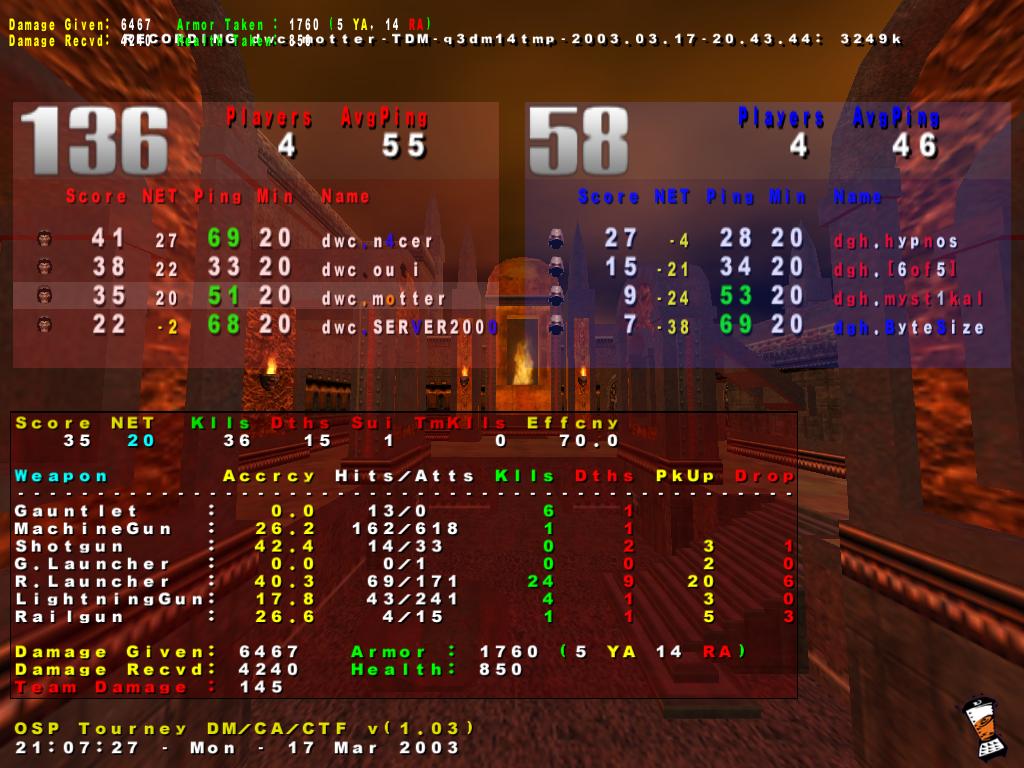 Damage Given: 6467 Armor Taken : 1760 (5 YA, 14 RA)
Damage Recvd: 4240 Health Taken: 850
RECORDING dwc.motter-TDM-q3dm14tmp-2003.03.17-20.43.44: 3249k
136 Players AvgPing 58 Players AvgPing
4 55 4 46
Score NET Ping Min Name Score NET Ping Min Name
41 27 69 20 dwc.n4cer 27 -4 28 20 dgh.hypnos
38 22 33 20 dwc.ou i 15 -21 34 20 dgh.[6of5]
35 20 51 20 dwc.motter 9 -24 53 20 dgh.myst1kal
22 -2 68 20 dwc.SERVER2000 7 -38 69 20 dgh.ByteSize
Score NET Klls Dths Sui TmKlls Effcny
35 20 36 15 1 0 70.0
Weapon Accrcy Hits/Atts Klls Dths PkUp Drop
Gauntlet : 0.0 13/0 6 1
MachineGun : 26.2 162/618 1 1
Shotgun : 42.4 14/33 0 2 3 1
G.Launcher : 0.0 0/1 0 0 2 0
R.Launcher : 40.3 69/171 24 9 20 6
LightningGun: 17.8 43/241 4 1 3 0
Railgun : 26.6 4/15 1 1 5 3
Damage Given: 6467 Armor : 1760 (5 YA 14 RA)
Damage Recvd: 4240 Health: 850
Team Damage : 145
OSP Tourney DM/CA/CTF v(1.03)
21:07:27 - Mon - 17 Mar 2003